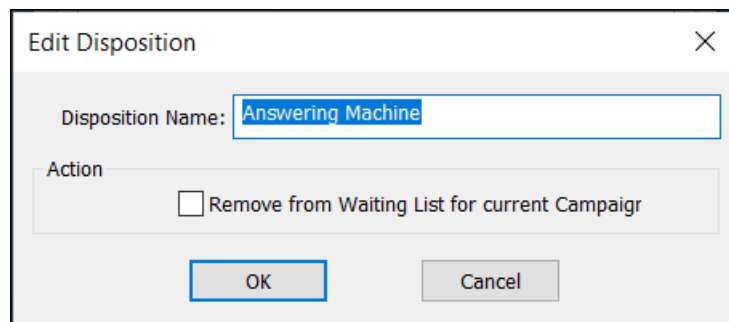 Edit Disposition
Disposition Name: Answering Machine
Action
Remove from Waiting List for current Campaigr
OK Cancel